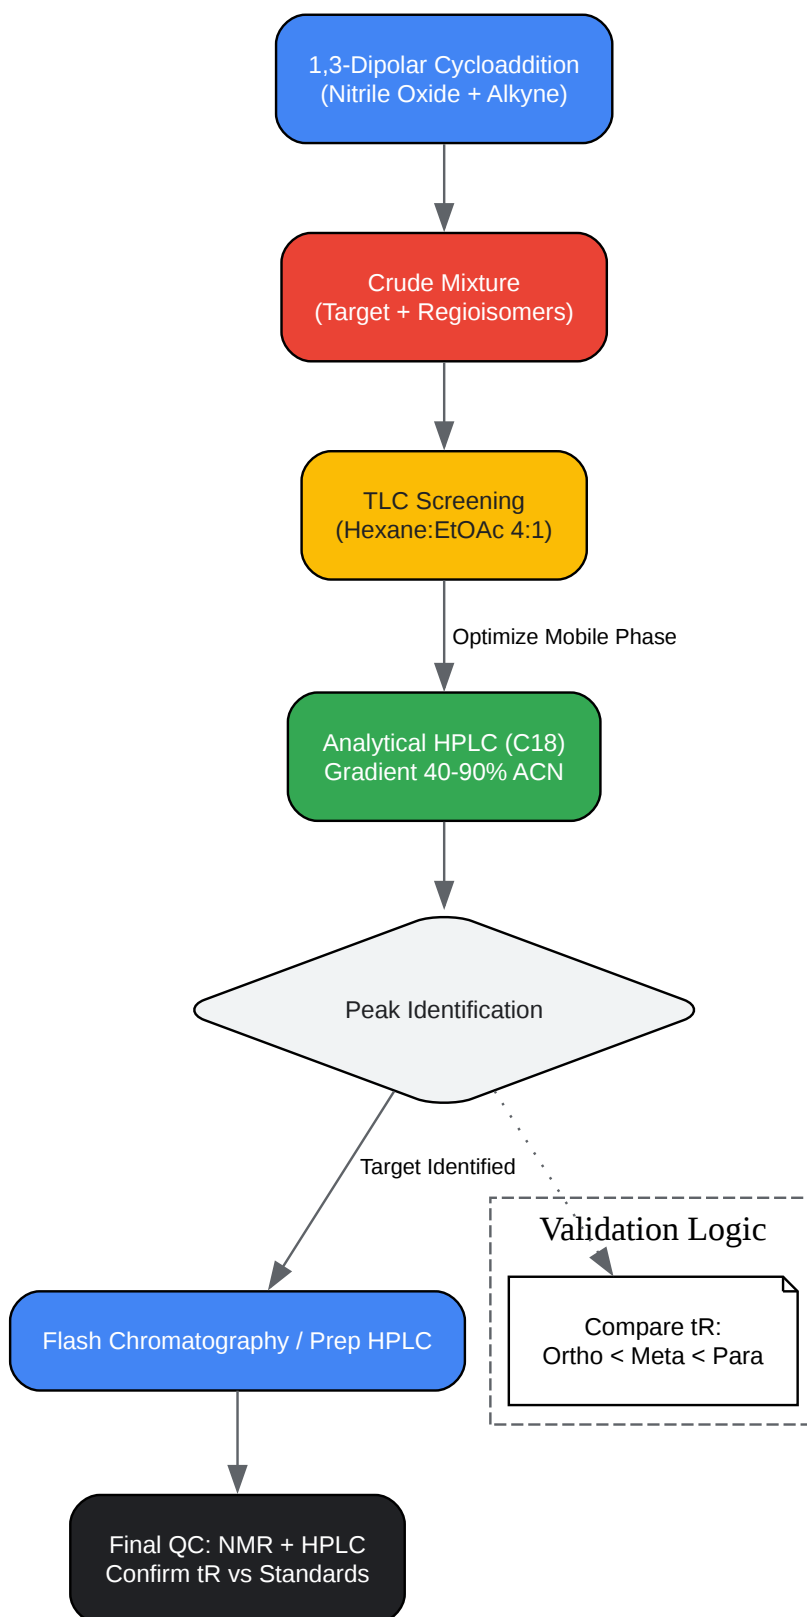 1,3-Dipolar Cycloaddition
(Nitrile Oxide + Alkyne)
Crude Mixture
(Target + Regioisomers)
TLC Screening
(Hexane:EtOAc 4:1)
Optimize Mobile Phase
Analytical HPLC (C18)
Gradient 40-90% ACN
Peak Identification
Target Identified
Validation Logic
Compare tR:
Ortho < Meta < Para
Flash Chromatography / Prep HPLC
Final QC: NMR + HPLC
Confirm tR vs Standards